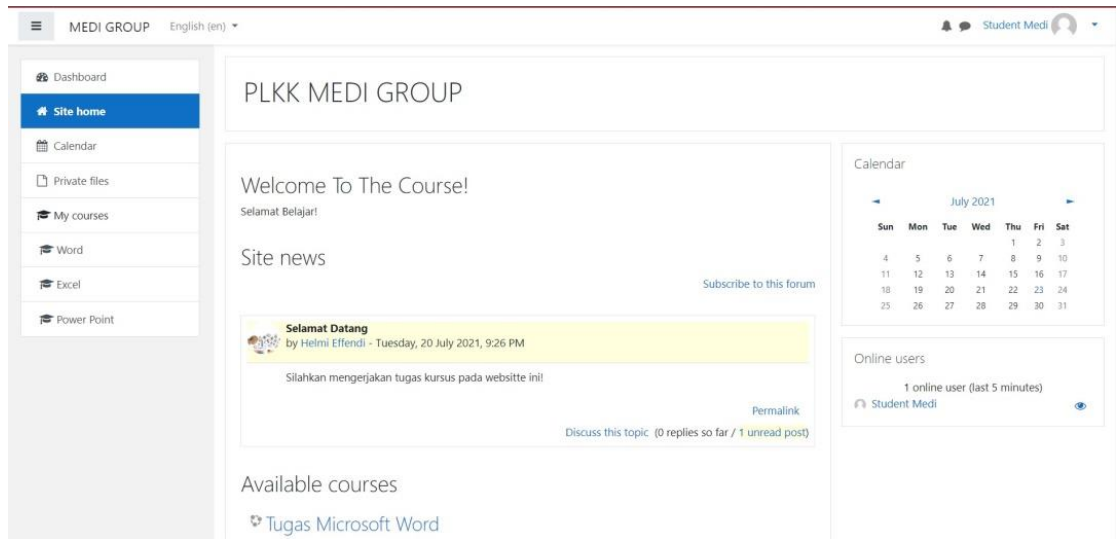 MEDI GROUP English (en)
Student Medi
Dashboard
Site home
Calendar
Private files
My courses
Word
Excel
Power Point
PLKK MEDI GROUP
Welcome To The Course!
Selamat Belajar!
Site news
Subscribe to this forum
Selamat Datang
by Helmi Effendi - Tuesday, 20 July 2021, 9:26 PM
Silahkan mengerjakan tugas kursus pada websitte ini!
Permalink
Discuss this topic (0 replies so far / 1 unread post)
Available courses
Tugas Microsoft Word
Calendar
July 2021
Sun Mon Tue Wed Thu Fri Sat
1 2 3
4 5 6 7 8 9 10
11 12 13 14 15 16 17
18 19 20 21 22 23 24
25 26 27 28 29 30 31
Online users
1 online user (last 5 minutes)
Student Medi